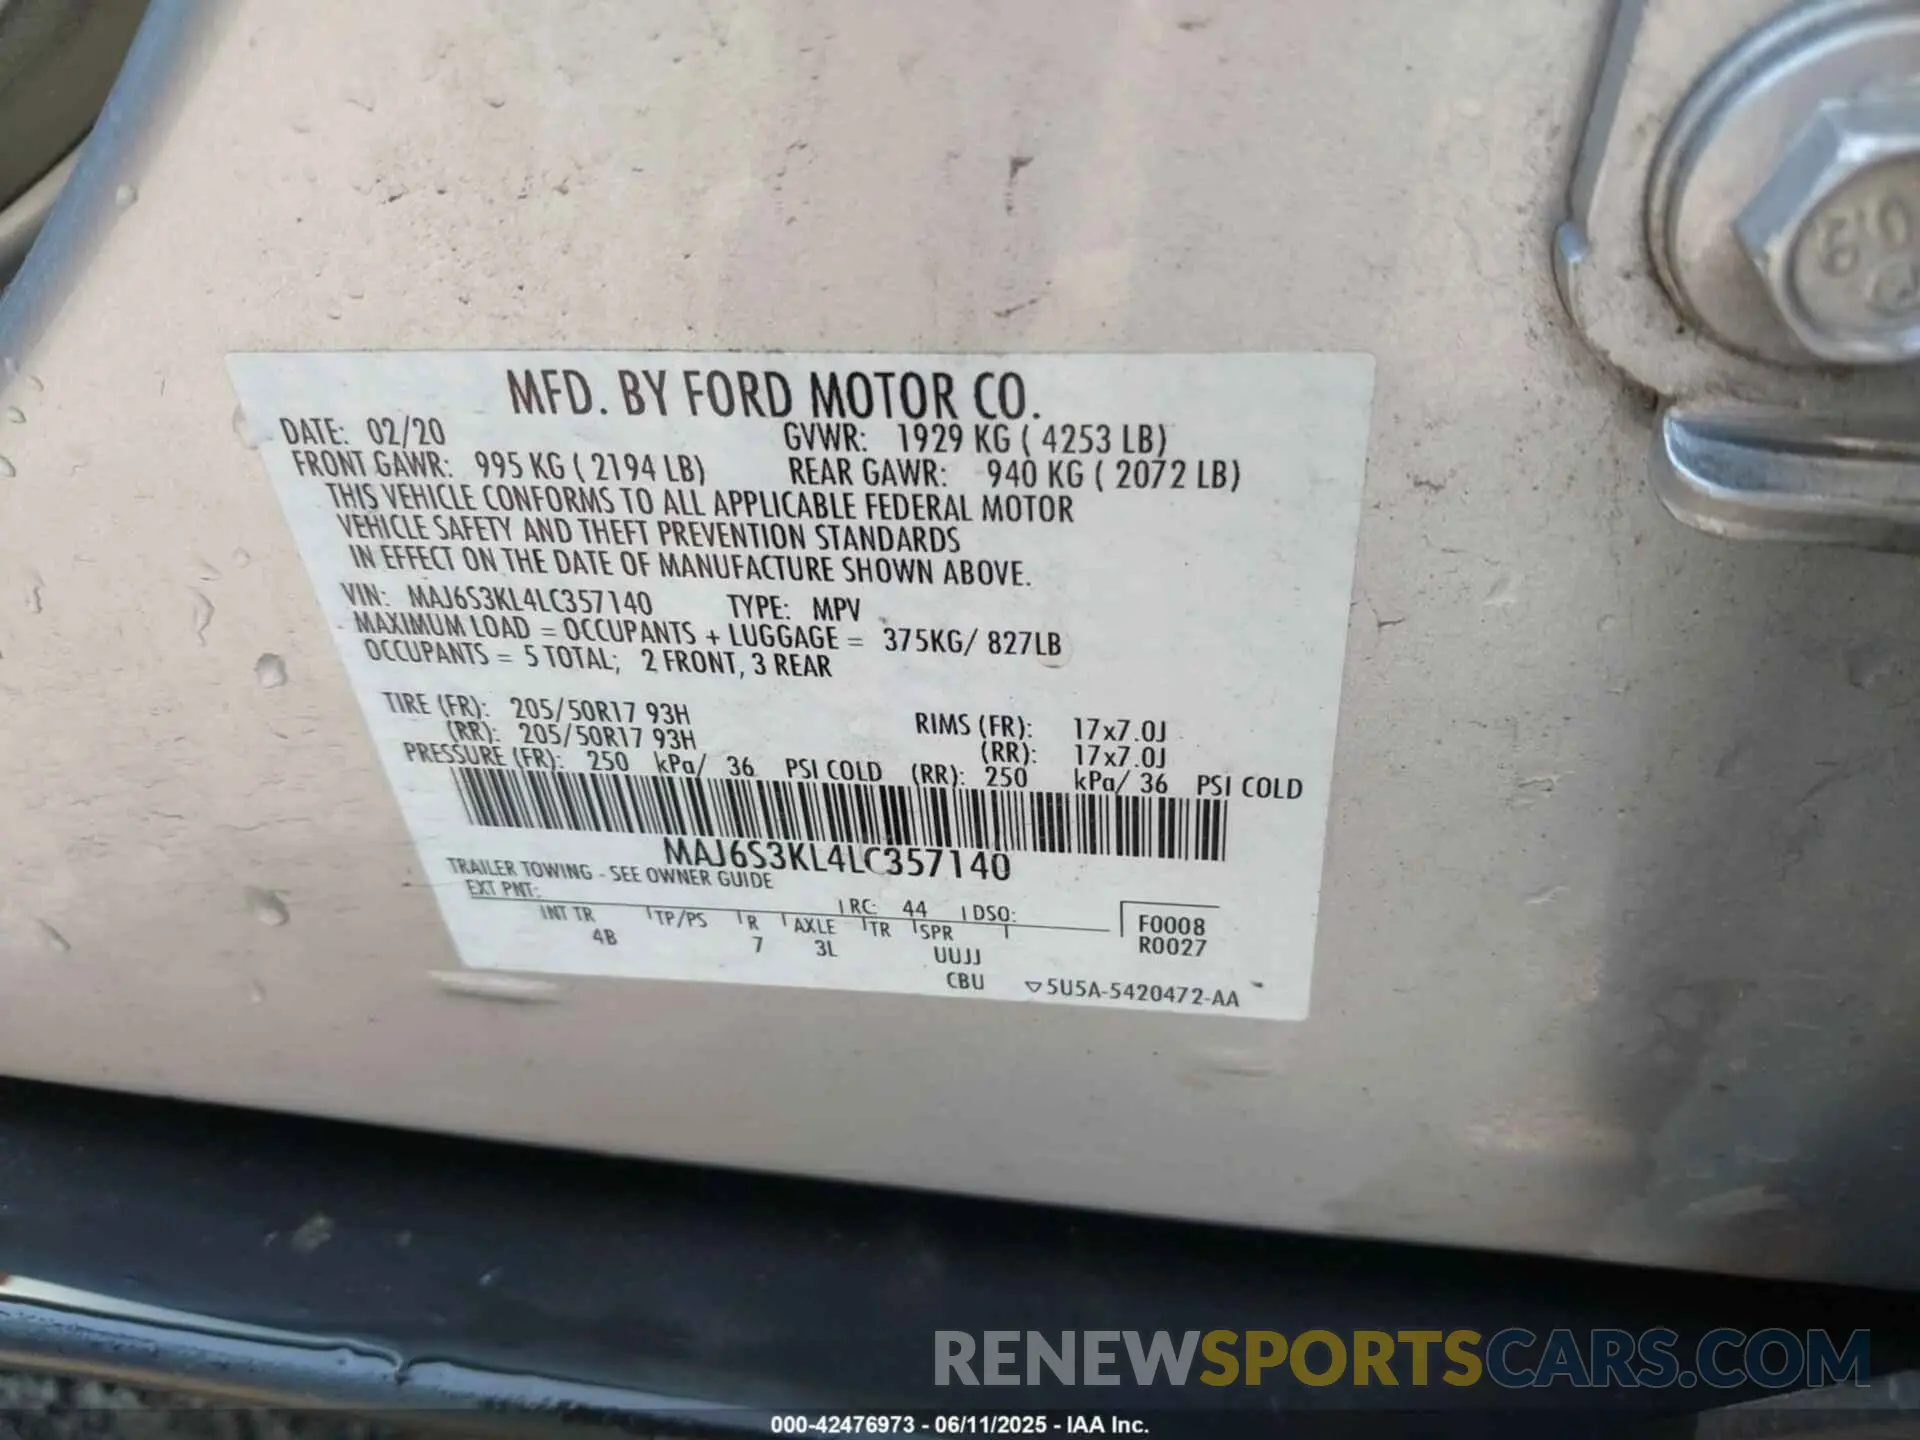 60.9
MFD. BY FORD MOTOR CO.
DATE: 02/20 GVWR: 1929 KG ( 4253 LB)
FRONT GAWR: 995 KG ( 2194 LB) REAR GAWR: 940 KG ( 2072 LB)
THIS VEHICLE CONFORMS TO ALL APPLICABLE FEDERAL MOTOR
VEHICLE SAFETY AND THEFT PREVENTION STANDARDS
IN EFFECT ON THE DATE OF MANUFACTURE SHOWN ABOVE.
VIN: MAJ6S3KL4LC357140 TYPE: MPV
MAXIMUM LOAD = OCCUPANTS + LUGGAGE = 375KG/ 827LB
OCCUPANTS = 5 TOTAL; 2 FRONT, 3 REAR
TIRE (FR): 205/50R17 93H RIMS (FR): 17x7.0J
(RR): 205/50R17 93H (RR): 17x7.0J
PRESSURE (FR): 250 kPa/ 36 PSI COLD (RR): 250 kPa/ 36 PSI COLD
MAJ6S3KL4LC357140
TRAILER TOWING - SEE OWNER GUIDE
EXT PNT: RC: 44 DSO: F0008
INT TR TP/PS R AXLE TR SPR R0027
4B 7 3L UUJJ
CBU ▽5U5A-5420472-AA
RENEWSPORTSCARS.COM
000-42476973 - 06/11/2025 - IAA Inc.